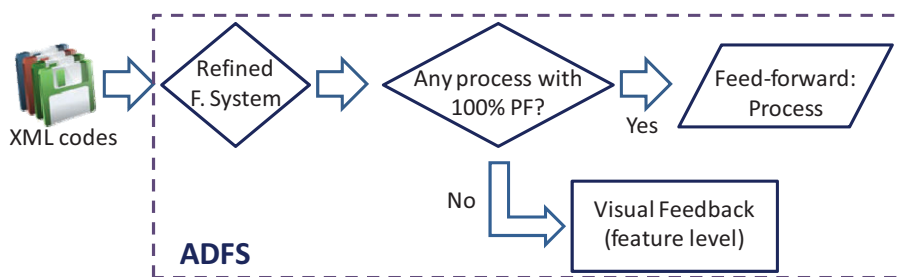 XML codes
Refined
F. System
Any process with
100% PF?
Yes
Feed-forward:
Process
No
Visual Feedback
(feature level)
ADFS